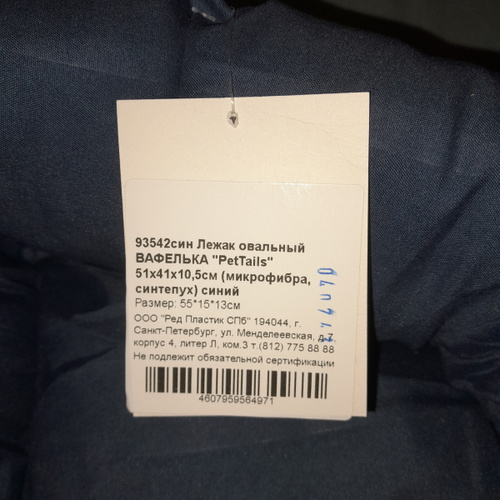 93542син Лежак овальный
ВАФЕЛЬКА "PetTails"
51х41х10,5см (микрофибра,
синтепух) синий
Размер: 55*15*13см
ООО "Ред Пластик СПб" 194044, г.
Санкт-Петербург, ул. Менделеевская, д.7
корпус 4, литер Л, ком.3 т.(812) 775 88 88
Не подлежит обязательной сертификации
4607959564971